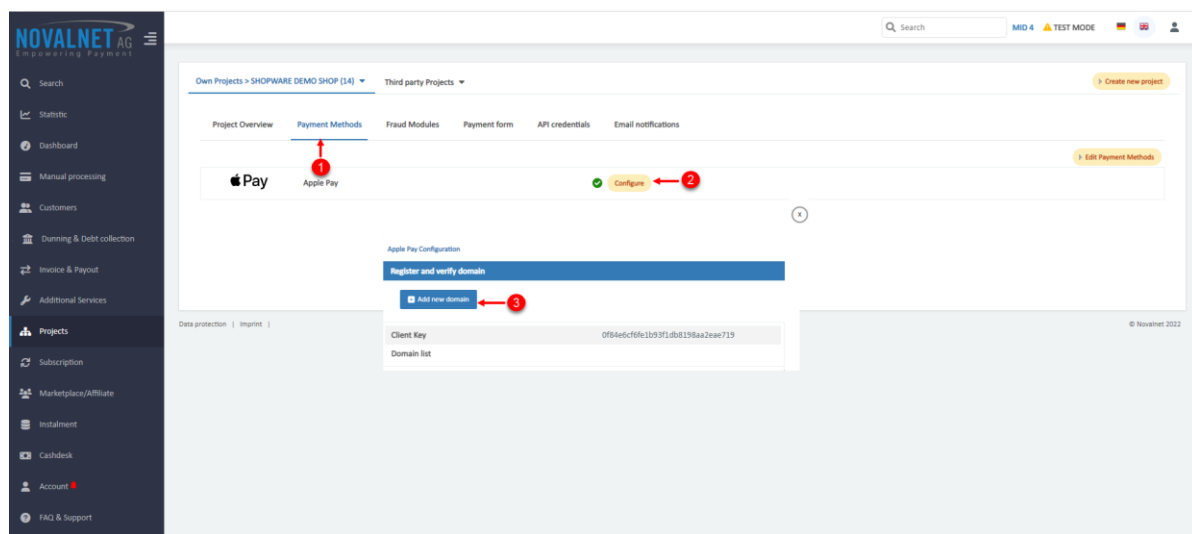 NOVALNET AG
Empowering Payment
Search
MID 4
TEST MODE
Search
Statistic
Dashboard
Manual processing
Customers
Dunning & Debt collection
Invoice & Payout
Additional Services
Projects
Subscription
Marketplace/Affiliate
Instalment
Cashdesk
Account
FAQ & Support
Own Projects > SHOPWARE DEMO SHOP (14)
Third party Projects
Create new project
Project Overview
Payment Methods
Fraud Modules
Payment form
API credentials
Email notifications
1
Edit Payment Methods
Pay
Apple Pay
Configure
2
x
Apple Pay Configuration
Register and verify domain
Add new domain
3
Client Key
0f84e6cf6fe1b93f1db8198aa2eae719
Domain list
Data protection | Imprint |
© Novalnet 2022